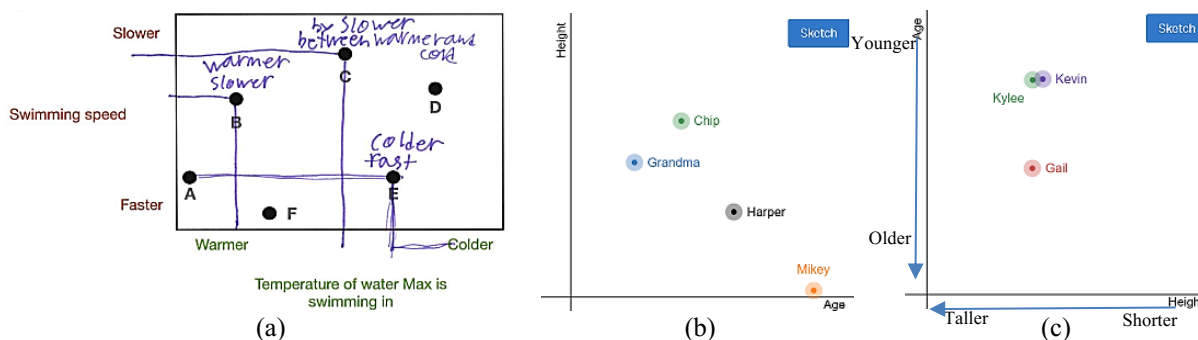 Slower
Swimming speed
Faster
by slower
between warmer and
cold
warmer
slower
colder
fast
A
B
C
D
E
F
Warmer
Colder
Temperature of water Max is
swimming in
(a)
Height
Sketch
Chip
Grandma
Harper
Mikey
Age
(b)
Age
Younger
Sketch
Kylee
Kevin
Gail
Older
Height
Taller
Shorter
(c)